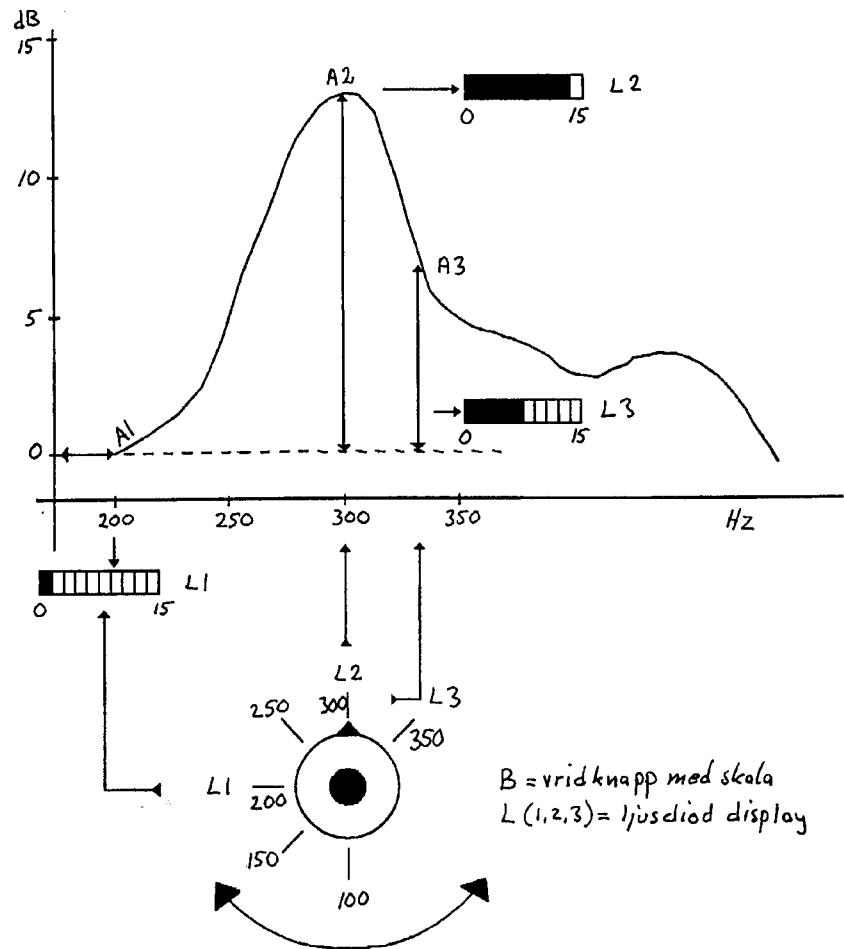 dB
15
A2
L2
0 15
10
A3
5
L3
0 15
A1
0
200 250 300 350 Hz
L1
0 15
L2
250 300 L3
350
L1 200
150
100
B = vridknapp med skala
L (1,2,3) = ljusdiod display